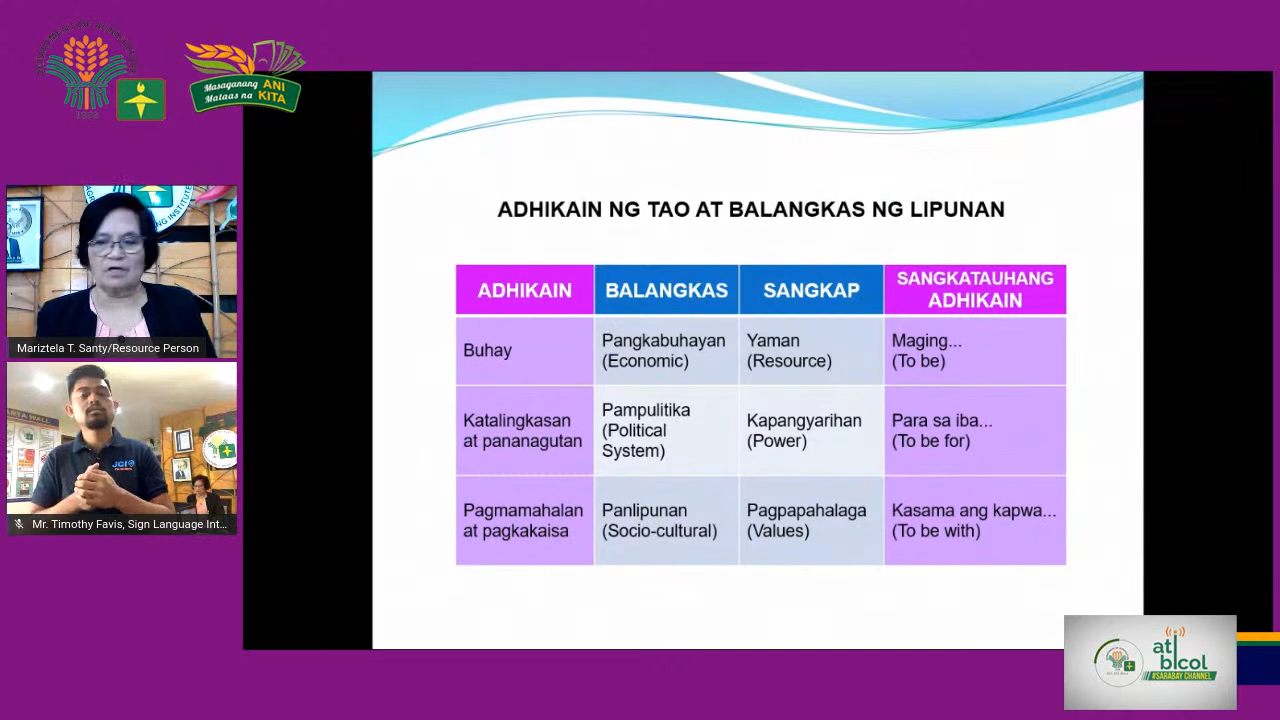 1898
Masaganang ANI
Mataas na KITA
ADHIKAIN NG TAO AT BALANGKAS NG LIPUNAN
ADHIKAIN
BALANGKAS
SANGKAP
SANGKATAUHANG
ADHIKAIN
Buhay
Pangkabuhayan
(Economic)
Yaman
(Resource)
Maging...
(To be)
Katalingkasan
at pananagutan
Pampulitika
(Political
System)
Kapangyarihan
(Power)
Para sa iba...
(To be for)
Pagmamahalan
at pagkakaisa
Panlipunan
(Socio-cultural)
Pagpapahalaga
(Values)
Kasama ang kapwa...
(To be with)
Mariztela T. Santy/Resource Person
JCI
Mr. Timothy Favis, Sign Language Int...
ati
bicol
#SARABAY CHANNEL